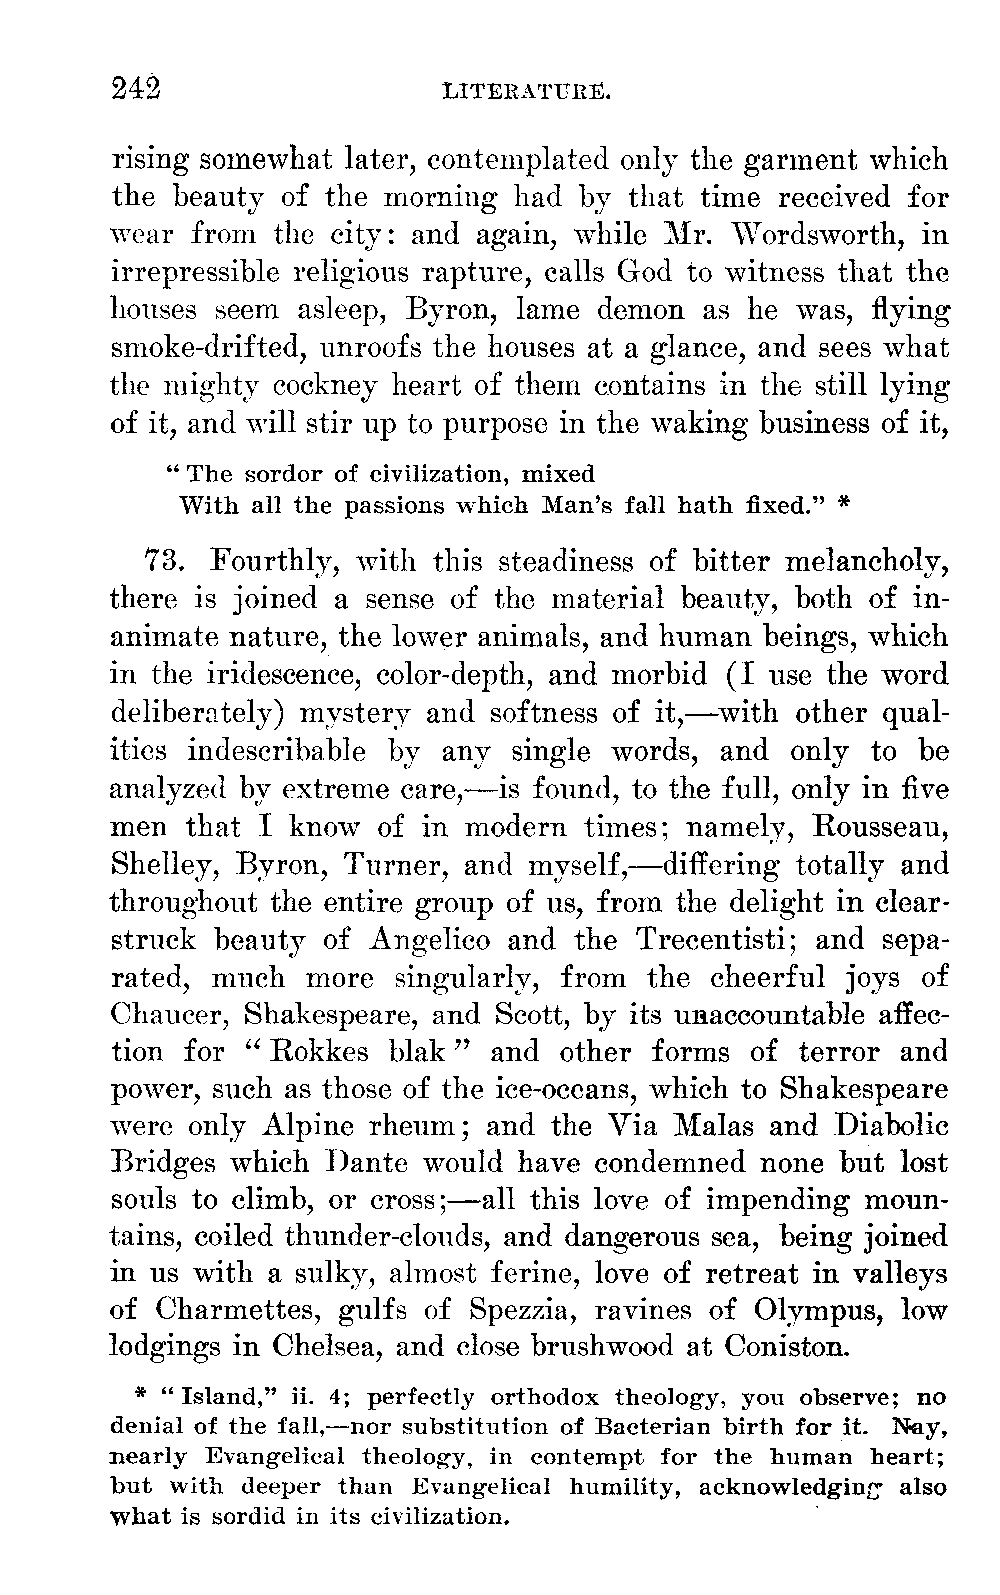 242 LITERATURE.
rising somewhat later, contemplated only the garment which
the beauty of the morning had by that time received for
wear from the city: and again, while Mr. Wordsworth, in
irrepressible religious rapture, calls God to witness that the
houses seem asleep, Byron, lame demon as he was, flying
smoke-drifted, unroofs the houses at a glance, and sees what
the mighty cockney heart of them contains in the still lying
of it, and will stir up to purpose in the waking business of it,
“The sordor of civilization, mixed
With all the passions which Man’s fall hath fixed.” *
73. Fourthly, with this steadiness of bitter melancholy,
there is joined a sense of the material beauty, both of in-
animate nature, the lower animals, and human beings, which
in the iridescence, color-depth, and morbid (I use the word
deliberately) mystery and softness of it,—with other qual-
ities indescribable by any single words, and only to be
analyzed by extreme care,—is found, to the full, only in five
men that I know of in modern times; namely, Rousseau,
Shelley, Byron, Turner, and myself,—differing totally and
throughout the entire group of us, from the delight in clear-
struck beauty of Angelico and the Trecentisti; and sepa-
rated, much more singularly, from the cheerful joys of
Chaucer, Shakespeare, and Scott, by its unaccountable affec-
tion for “Rokkes blak” and other forms of terror and
power, such as those of the ice-oceans, which to Shakespeare
were only Alpine rheum; and the Via Malas and Diabolic
Bridges which Dante would have condemned none but lost
souls to climb, or cross;—all this love of impending moun-
tains, coiled thunder-clouds, and dangerous sea, being joined
in us with a sulky, almost ferine, love of retreat in valleys
of Charmettes, gulfs of Spezzia, ravines of Olympus, low
lodgings in Chelsea, and close brushwood at Coniston.
* “Island,” ii. 4; perfectly orthodox theology, you observe; no
denial of the fall,—nor substitution of Bacterian birth for it. Nay,
nearly Evangelical theology, in contempt for the human heart;
but with deeper than Evangelical humility, acknowledging also
what is sordid in its civilization.